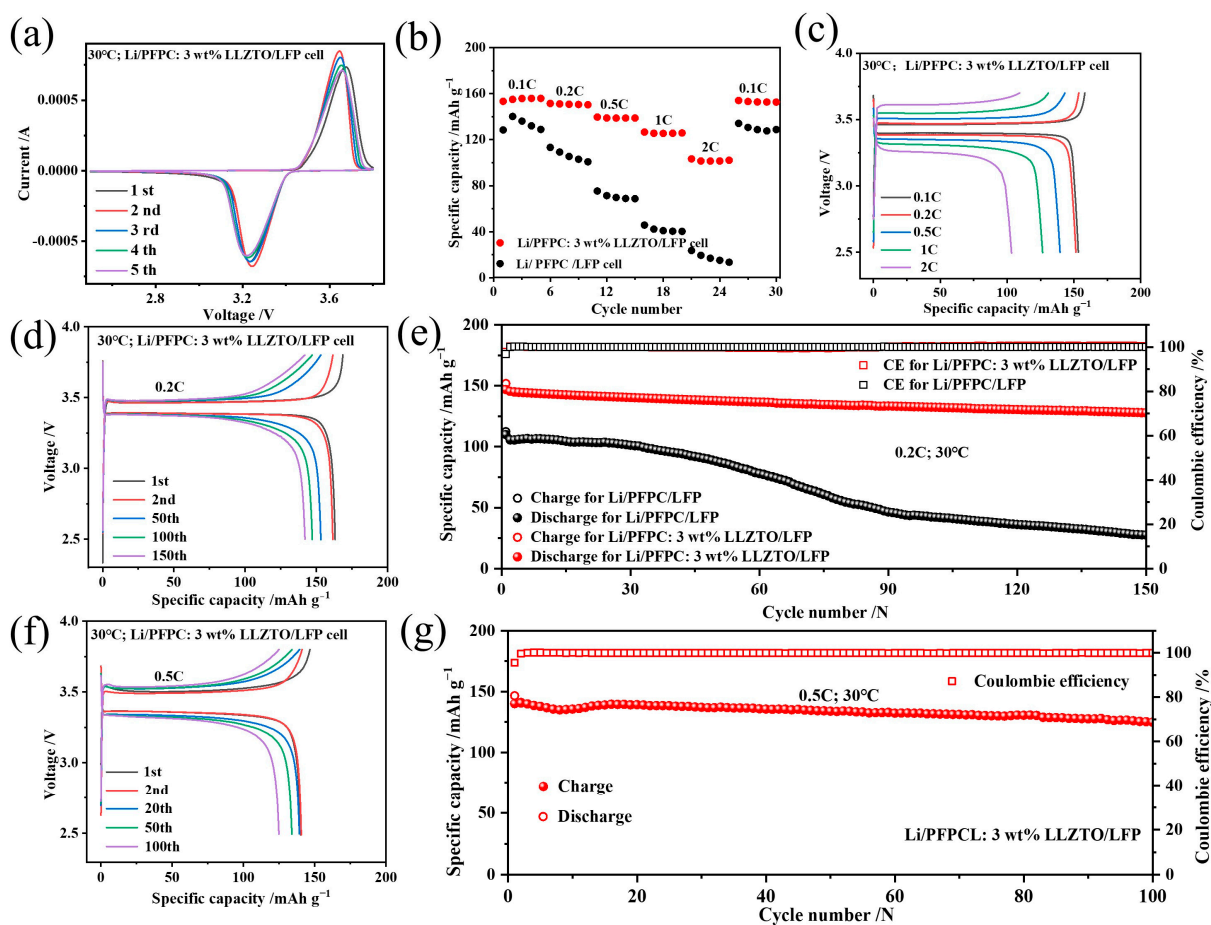 (a)
30℃; Li/PFPC: 3 wt% LLZTO/LFP cell
0.0005
0.0000
-0.0005
Current /A
1 st
2 nd
3 rd
4 th
5 th
2.8
3.2
3.6
Voltage /V
(b)
200
160
120
80
40
0
Specific capacity /mAh g⁻¹
0.1C
0.2C
0.5C
1C
2C
0.1C
Li/PFPC: 3 wt% LLZTO/LFP cell
Li/ PFPC /LFP cell
0
6
12
18
24
30
Cycle number
(c)
30℃; Li/PFPC: 3 wt% LLZTO/LFP cell
4.0
3.5
3.0
2.5
Voltage /V
0.1C
0.2C
0.5C
1C
2C
0
50
100
150
200
Specific capacity /mAh g⁻¹
(d)
30℃; Li/PFPC: 3 wt% LLZTO/LFP cell
4.0
3.5
3.0
2.5
Voltage /V
0.2C
1st
2nd
50th
100th
150th
0
50
100
150
200
Specific capacity /mAh g⁻¹
(e)
200
150
100
50
0
Specific capacity /mAh g⁻¹
CE for Li/PFPC: 3 wt% LLZTO/LFP
CE for Li/PFPC/LFP
0.2C; 30℃
Charge for Li/PFPC/LFP
Discharge for Li/PFPC/LFP
Charge for Li/PFPC: 3 wt% LLZTO/LFP
Discharge for Li/PFPC: 3 wt% LLZTO/LFP
100
80
60
40
20
0
Coulombie efficiency /%
0
30
60
90
120
150
Cycle number /N
(f)
30℃; Li/PFPC: 3 wt% LLZTO/LFP cell
4.0
3.5
3.0
2.5
Voltage /V
0.5C
1st
2nd
20th
50th
100th
0
50
100
150
200
Specific capacity /mAh g⁻¹
(g)
200
150
100
50
0
Specific capacity /mAh g⁻¹
0.5C; 30℃
Coulombie efficiency
Charge
Discharge
Li/PFPCL: 3 wt% LLZTO/LFP
100
80
60
40
20
0
Coulombie efficiency /%
0
20
40
60
80
100
Cycle number /N